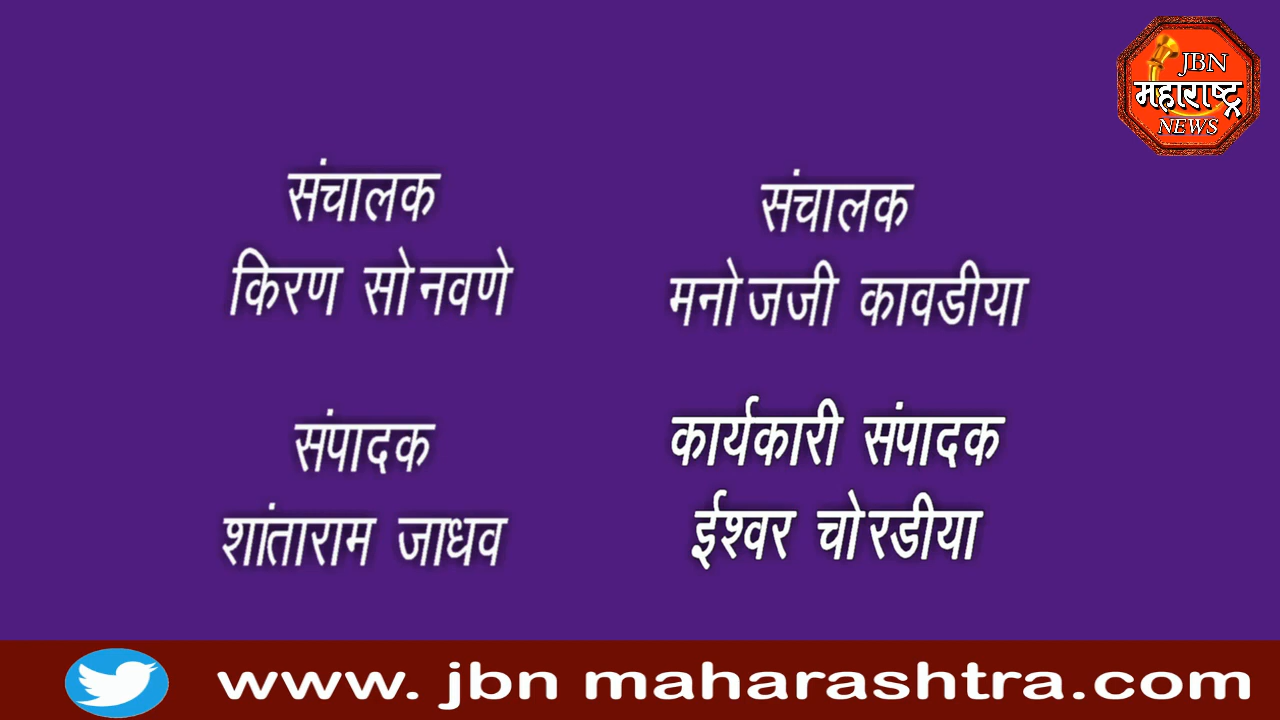 JBN
महाराष्ट्र
NEWS
संचालक
किरण सोनवणे
संचालक
मनोजजी कावडीया
संपादक
शांताराम जाधव
कार्यकारी संपादक
ईश्वर चोरडीया
www. jbn maharashtra.com